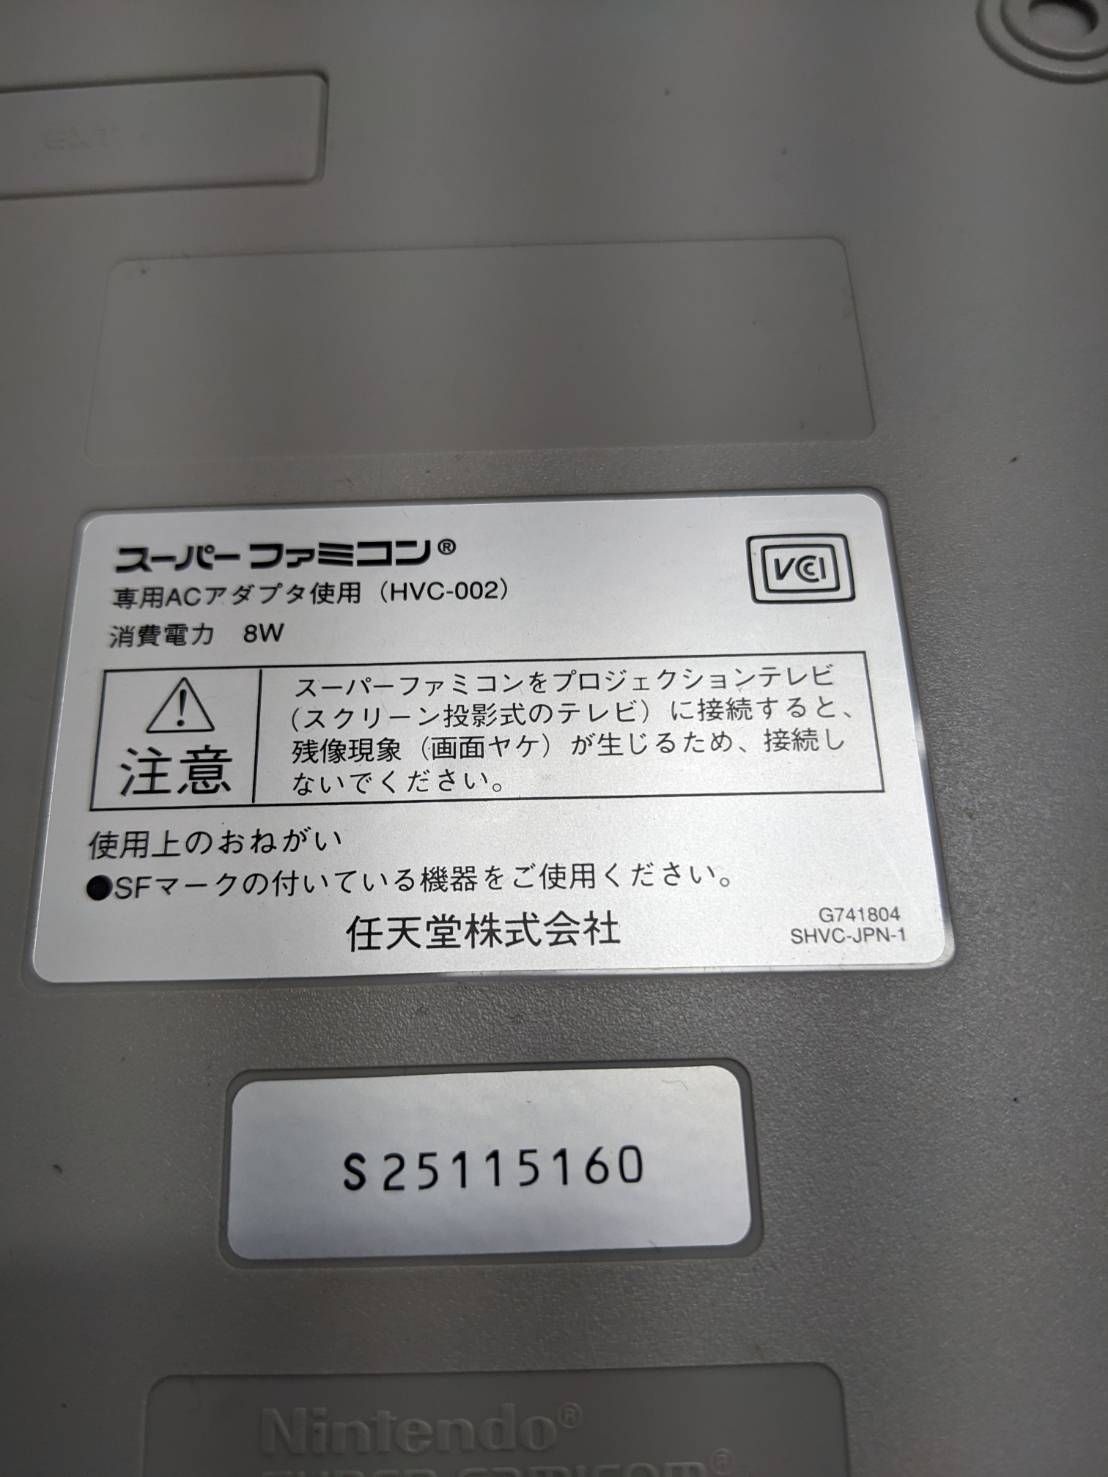 スーパーファミコン®
専用ACアダプタ使用（HVC-002）
消費電力　8W
VCCI
注意
スーパーファミコンをプロジェクションテレビ
（スクリーン投影式のテレビ）に接続すると、
残像現象（画面ヤケ）が生じるため、接続し
ないでください。
使用上のおねがい
●SFマークの付いている機器をご使用ください。
任天堂株式会社
G741804
SHVC-JPN-1
S25115160
Nintendo®
SUPER FAMICOM®